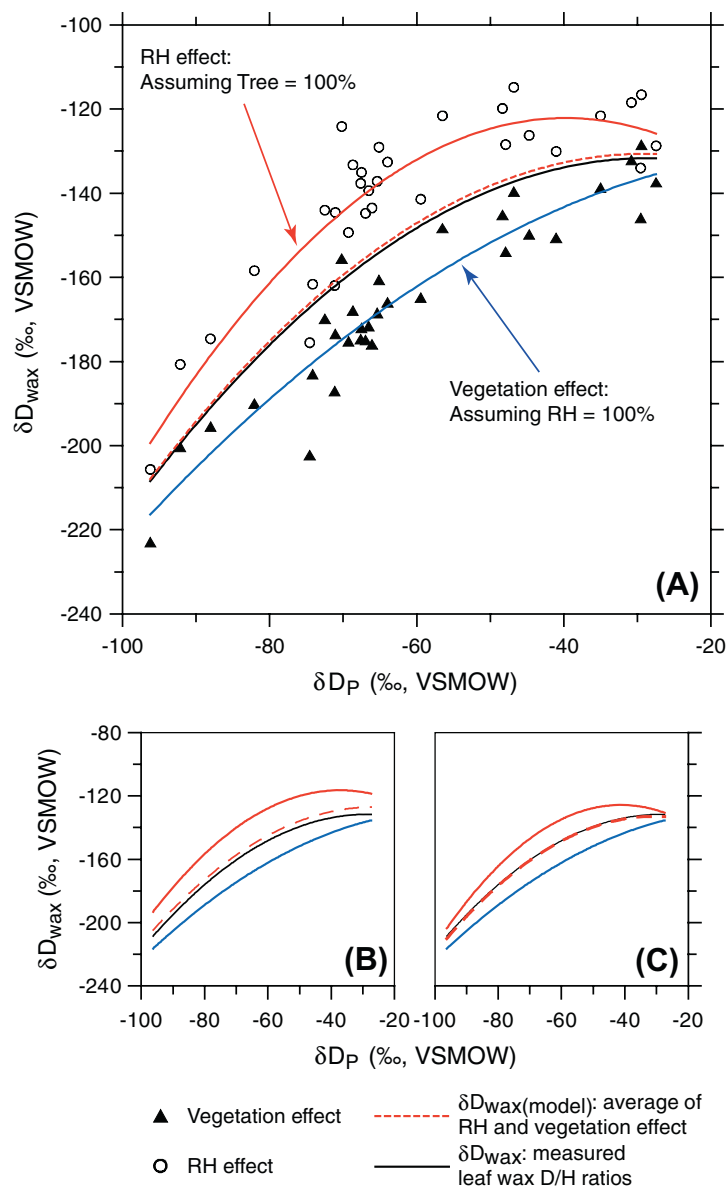 -100
-120
-140
-160
-180
-200
-220
-240
δDwax (‰, VSMOW)
RH effect:
Assuming Tree = 100%
Vegetation effect:
Assuming RH = 100%
(A)
-100
-80
-60
-40
-20
δDP (‰, VSMOW)
-80
-120
-160
-200
-240
δDwax (‰, VSMOW)
(B)
(C)
-100 -80 -60 -40 -20
-100 -80 -60 -40 -20
δDP (‰, VSMOW)
Vegetation effect
RH effect
δDwax(model): average of
RH and vegetation effect
δDwax: measured
leaf wax D/H ratios